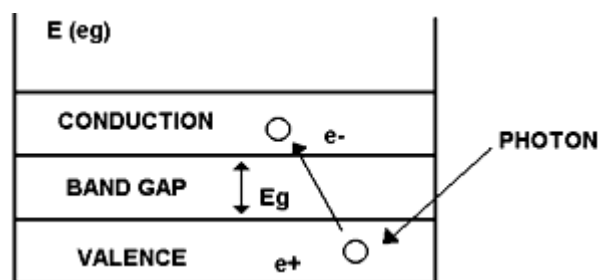 E (eg)
CONDUCTION
e-
PHOTON
BAND GAP
Eg
VALENCE
e+